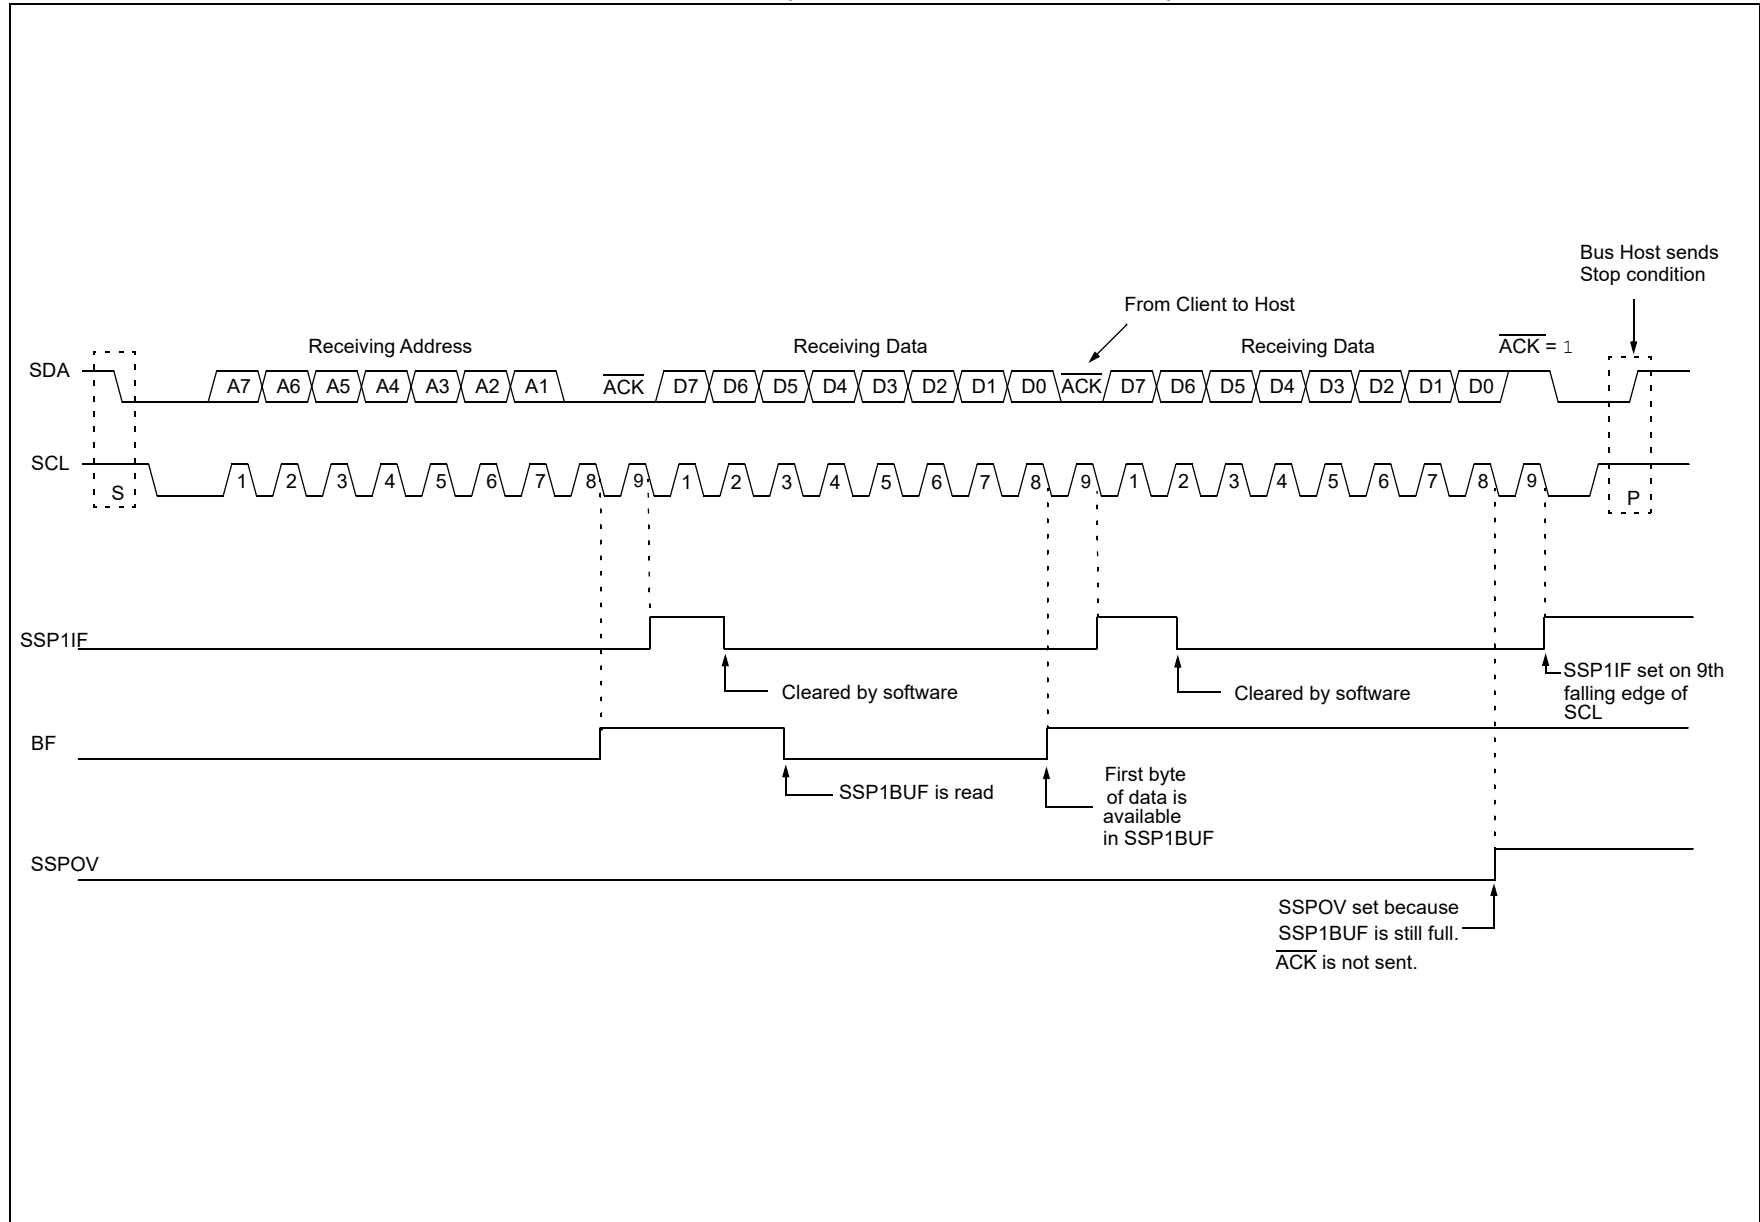 Bus Host sends
Stop condition
From Client to Host
Receiving Address
Receiving Data
Receiving Data
ACK = 1
SDA
A7 A6 A5 A4 A3 A2 A1 ACK D7 D6 D5 D4 D3 D2 D1 D0 ACK D7 D6 D5 D4 D3 D2 D1 D0
SCL
S 1 2 3 4 5 6 7 8 9 1 2 3 4 5 6 7 8 9 1 2 3 4 5 6 7 8 9 P
SSP1IF
Cleared by software
Cleared by software
SSP1IF set on 9th
falling edge of
SCL
BF
SSP1BUF is read
First byte
of data is
available
in SSP1BUF
SSPOV
SSPOV set because
SSP1BUF is still full.
ACK is not sent.